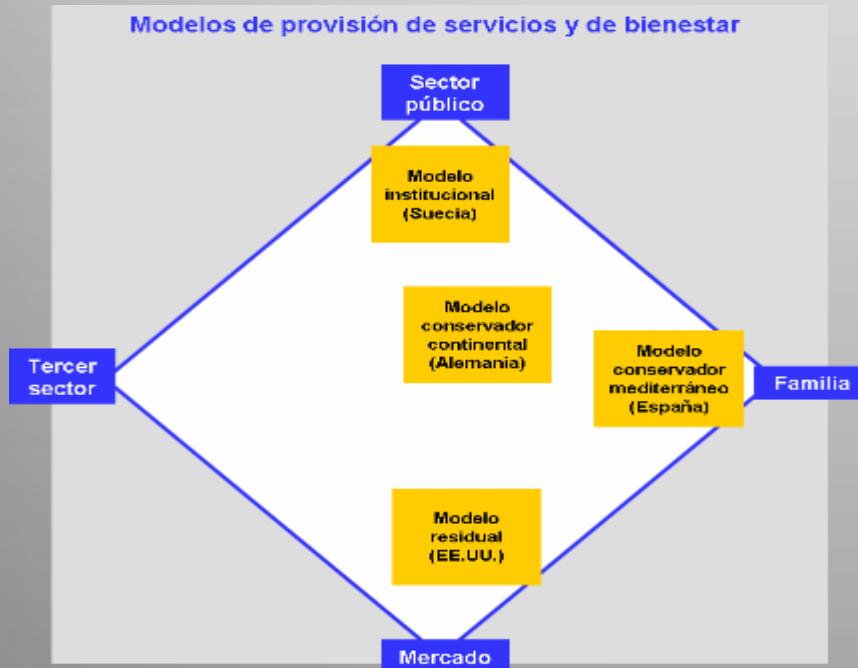 Modelos de provisión de servicios y de bienestar
Sector
público
Modelo
institucional
(Suecia)
Modelo
conservador
continental
(Alemania)
Tercer
sector
Modelo
conservador
mediterráneo
(España)
Familia
Modelo
residual
(EE.UU.)
Mercado